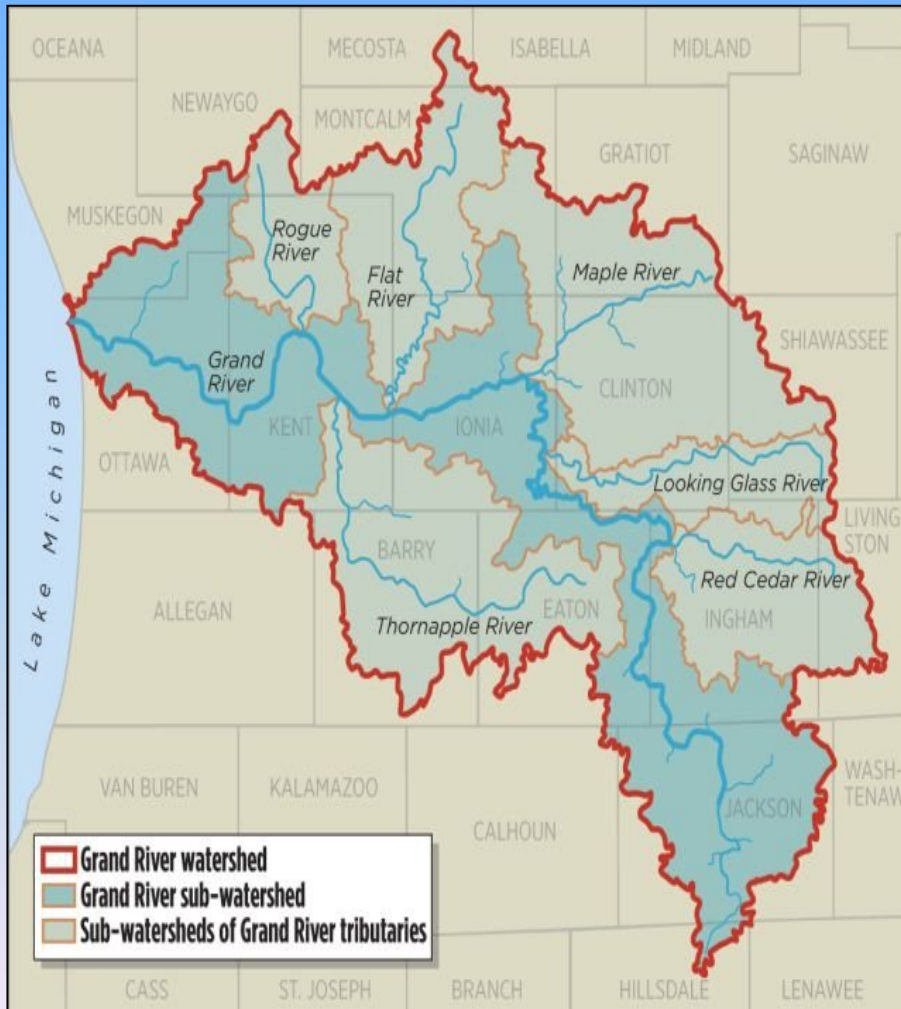 OCEANA
MECOSTA
ISABELLA
MIDLAND
NEWAYGO
MONTCALM
GRATIOT
SAGINAW
MUSKEGON
Rogue
River
Flat
River
Maple River
SHIAWASSEE
Grand
River
CLINTON
KENT
IONIA
Lake Michigan
OTTAWA
Looking Glass River
LIVING
STON
BARRY
Red Cedar River
ALLEGAN
EATON
INGHAM
Thornapple River
VAN BUREN
KALAMAZOO
CALHOUN
JACKSON
WASH-
TENAW
Grand River watershed
Grand River sub-watershed
Sub-watersheds of Grand River tributaries
CASS
ST. JOSEPH
BRANCH
HILLSDALE
LENAWEE